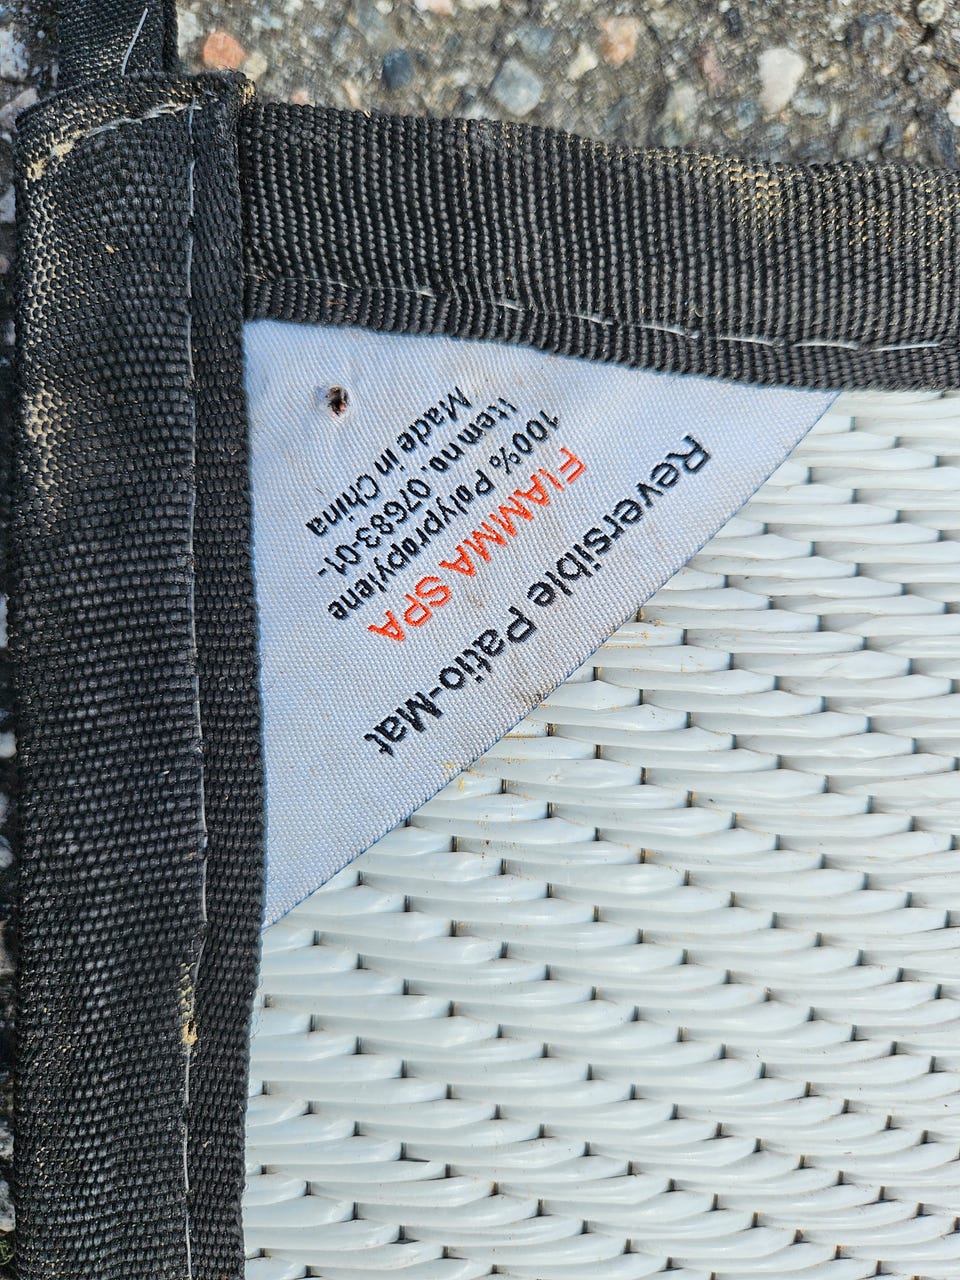 Reversible Patio-Mat
FIAMMA SPA
100% Polypropylene
Item no. 07683-01-
Made in China